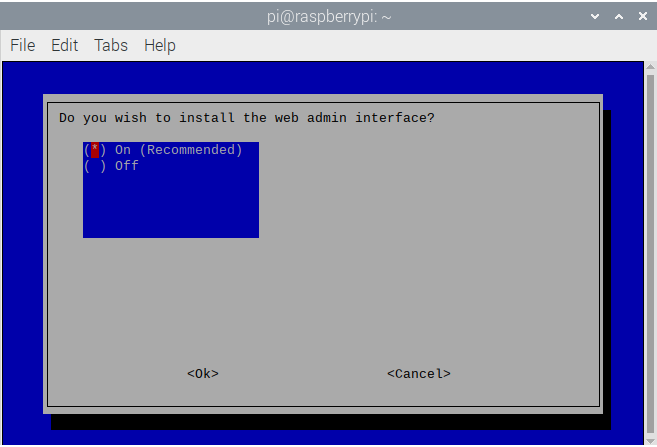 pi@raspberrypi: ~
File Edit Tabs Help
Do you wish to install the web admin interface?
(*) On (Recommended)
( ) Off
<Ok> <Cancel>